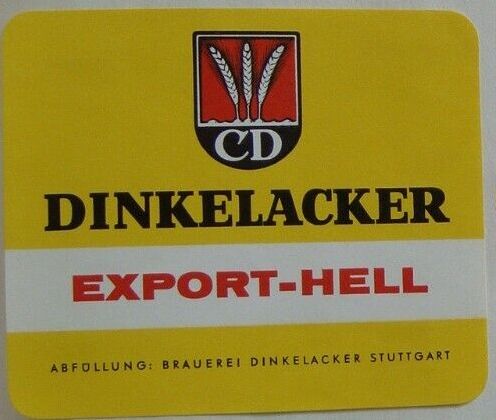 CD
DINKELACKER
EXPORT-HELL
ABFÜLLUNG: BRAUEREI DINKELACKER STUTTGART